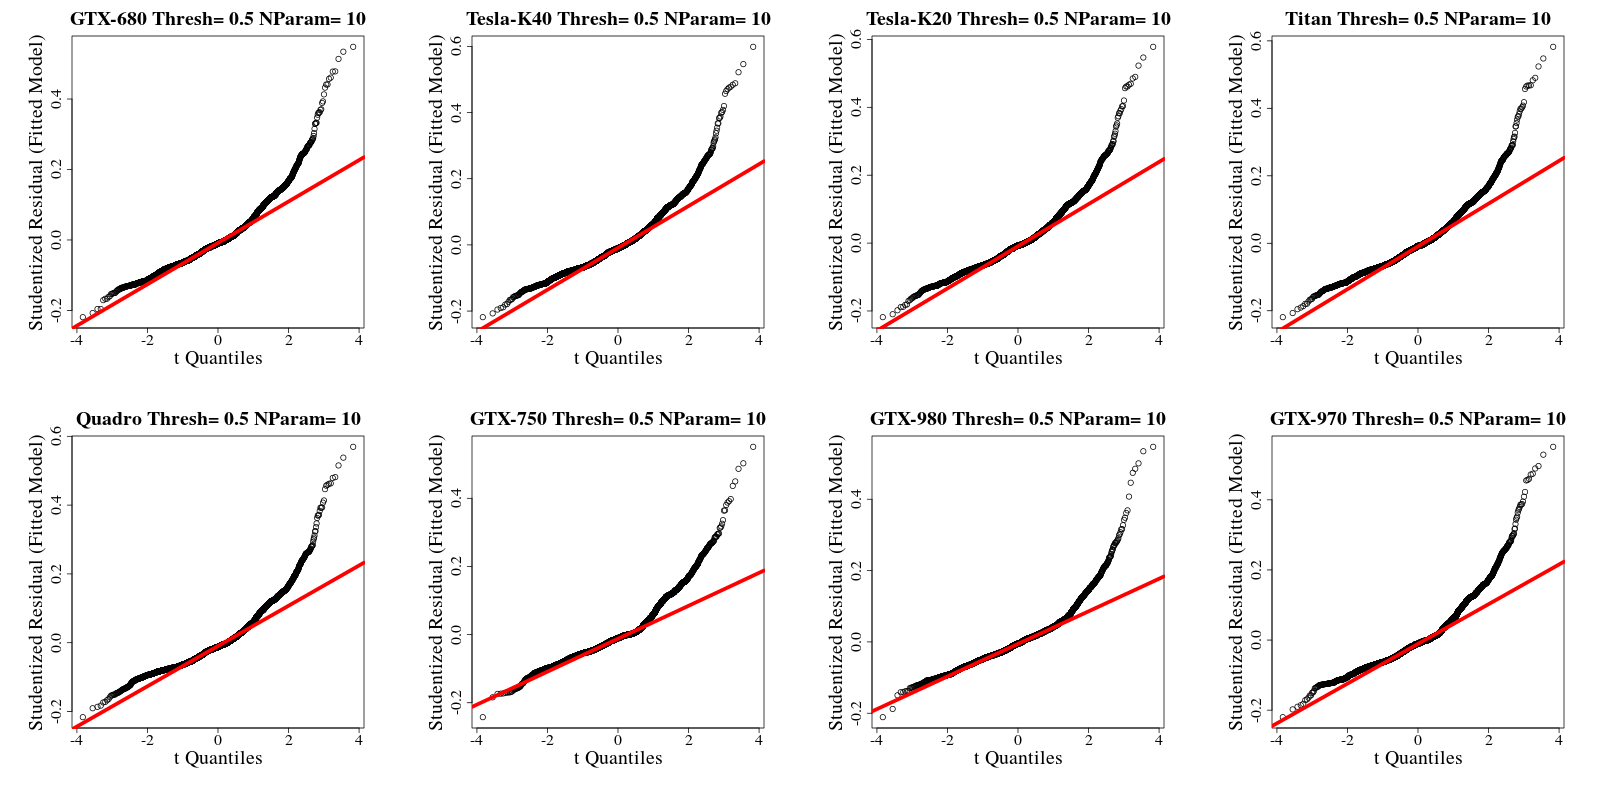 GTX-680 Thresh= 0.5 NParam= 10
Studentized Residual (Fitted Model)
-0.2 0.0 0.2 0.4
-4 -2 0 2 4
t Quantiles
Tesla-K40 Thresh= 0.5 NParam= 10
Studentized Residual (Fitted Model)
-0.2 0.0 0.2 0.4 0.6
-4 -2 0 2 4
t Quantiles
Tesla-K20 Thresh= 0.5 NParam= 10
Studentized Residual (Fitted Model)
-0.2 0.0 0.2 0.4 0.6
-4 -2 0 2 4
t Quantiles
Titan Thresh= 0.5 NParam= 10
Studentized Residual (Fitted Model)
-0.2 0.0 0.2 0.4 0.6
-4 -2 0 2 4
t Quantiles
Quadro Thresh= 0.5 NParam= 10
Studentized Residual (Fitted Model)
-0.2 0.0 0.2 0.4 0.6
-4 -2 0 2 4
t Quantiles
GTX-750 Thresh= 0.5 NParam= 10
Studentized Residual (Fitted Model)
-0.2 0.0 0.2 0.4
-4 -2 0 2 4
t Quantiles
GTX-980 Thresh= 0.5 NParam= 10
Studentized Residual (Fitted Model)
-0.2 0.0 0.2 0.4
-4 -2 0 2 4
t Quantiles
GTX-970 Thresh= 0.5 NParam= 10
Studentized Residual (Fitted Model)
-0.2 0.0 0.2 0.4
-4 -2 0 2 4
t Quantiles